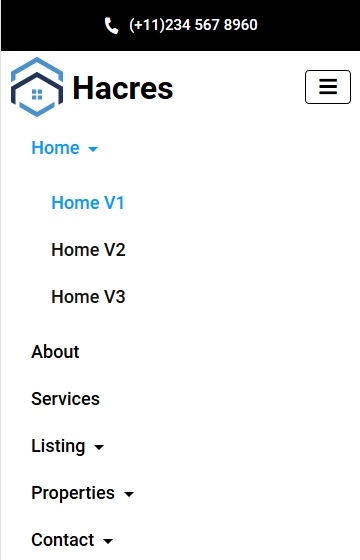 (+11)234 567 8960
Hacres
Home
Home V1
Home V2
Home V3
About
Services
Listing
Properties
Contact